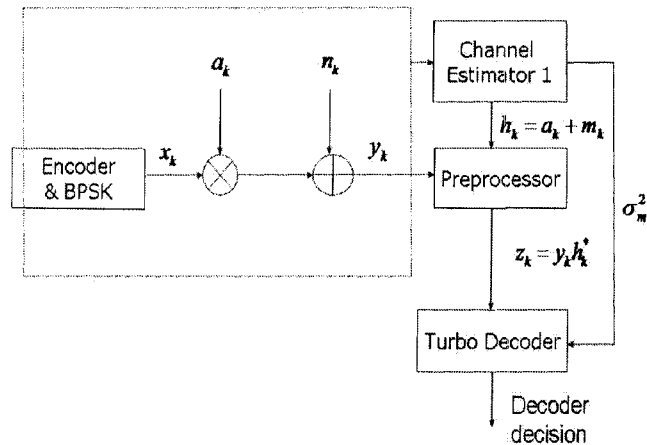 a_k
n_k
Channel
Estimator 1
h_k = a_k + m_k
Encoder
& BPSK
x_k
y_k
Preprocessor
σ_m^2
z_k = y_k h_k^*
Turbo Decoder
Decoder
decision